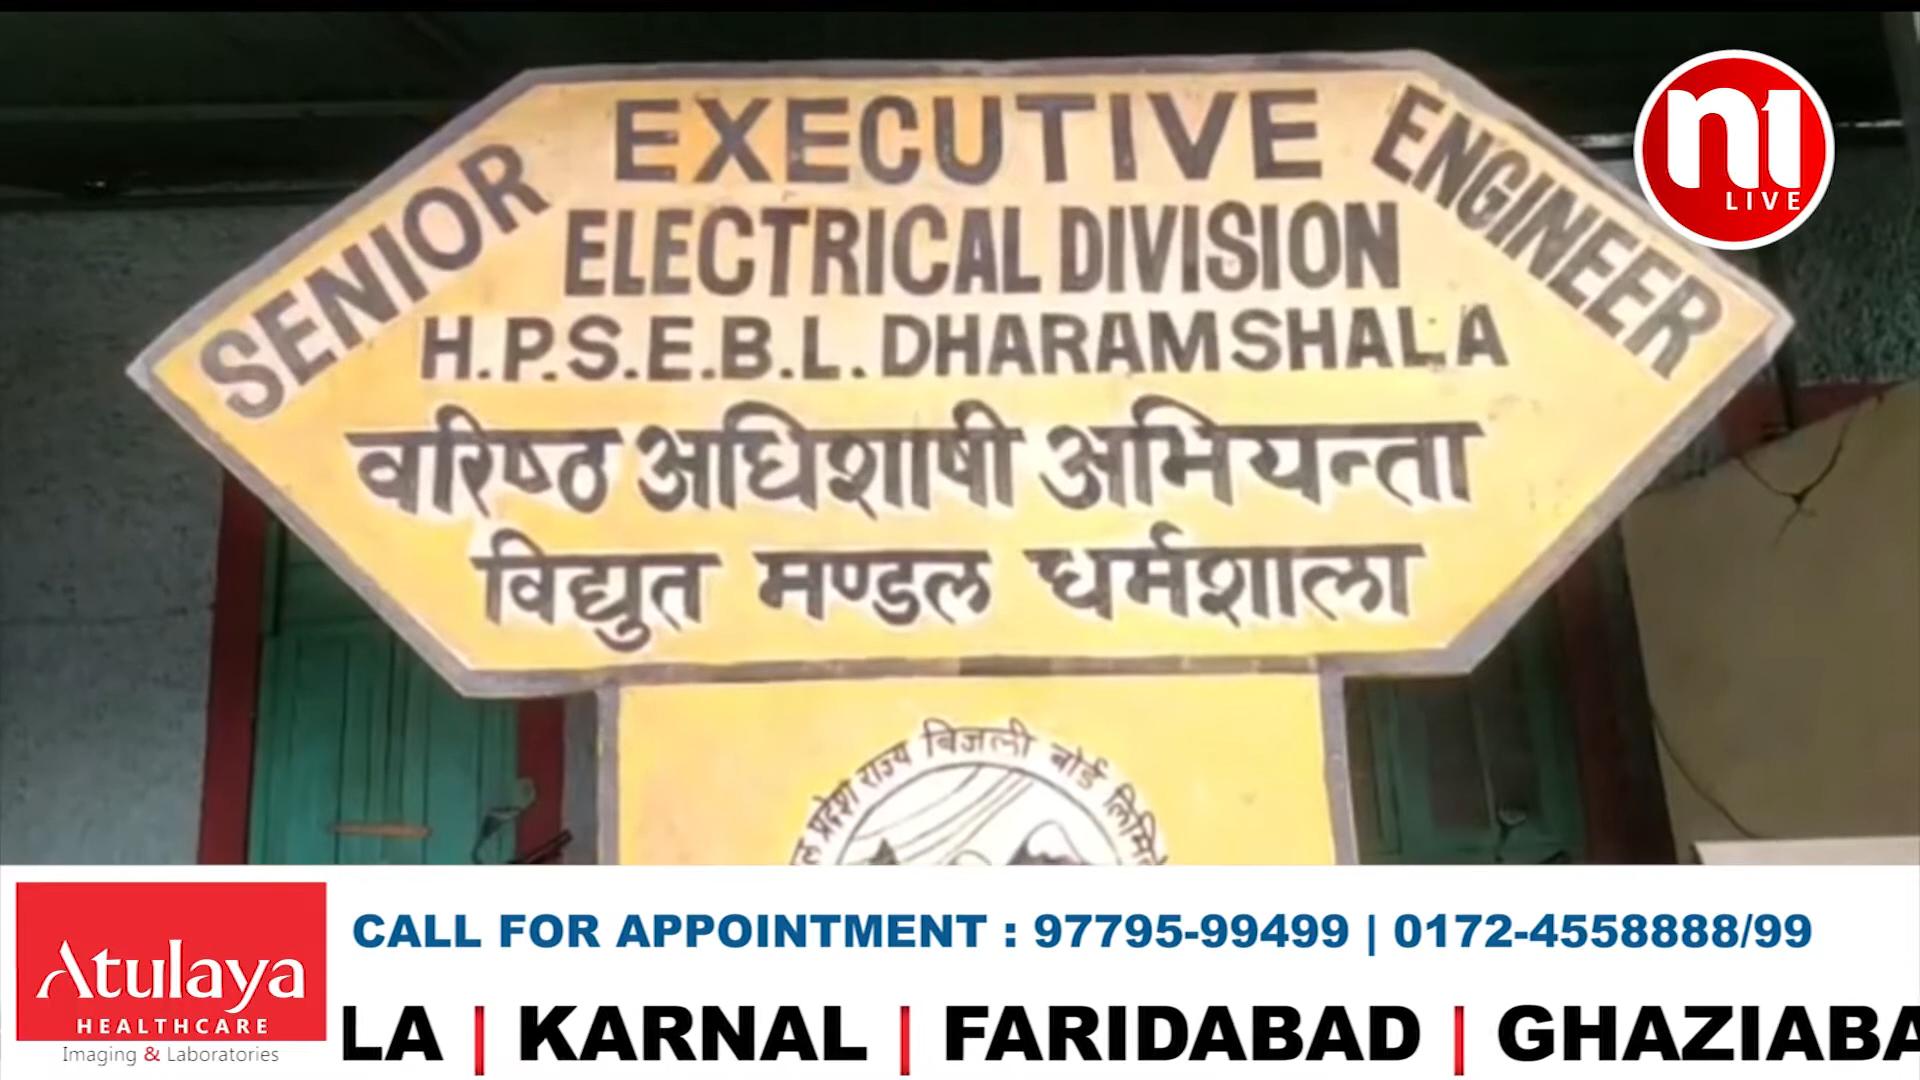 SENIOR EXECUTIVE ENGINEER
ELECTRICAL DIVISION
H.P.S.E.B.L. DHARAMSHALA
वरिष्ठ अधिशाषी अभियन्ता
विद्युत मण्डल धर्मशाला
प्रदेश राज्य बिजली बोर्ड
n1
LIVE
CALL FOR APPOINTMENT : 97795-99499 | 0172-4558888/99
Atulaya
HEALTHCARE
Imaging & Laboratories
LA | KARNAL | FARIDABAD | GHAZIABA